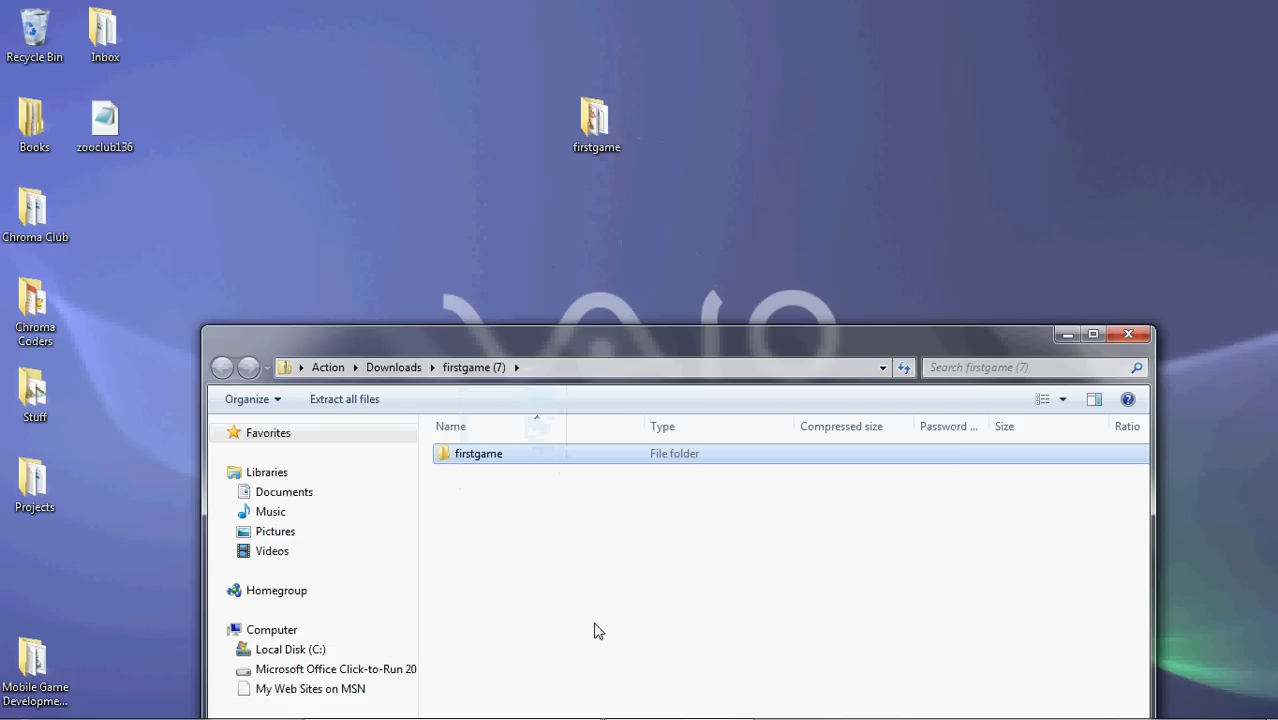 Recycle Bin
Inbox
Books
zooclub136
firstgame
Chroma Club
Chroma
Coders
Stuff
Projects
Mobile Game
Developme...
VAIO
Action
Downloads
firstgame (7)
Search firstgame (7)
Organize
Extract all files
Name
Type
Compressed size
Password ...
Size
Ratio
Favorites
firstgame
File folder
Libraries
Documents
Music
Pictures
Videos
Homegroup
Computer
Local Disk (C:)
Microsoft Office Click-to-Run 20
My Web Sites on MSN